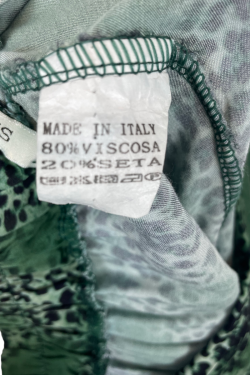 S
MADE IN ITALY
80% VISCOSA
20% SETA